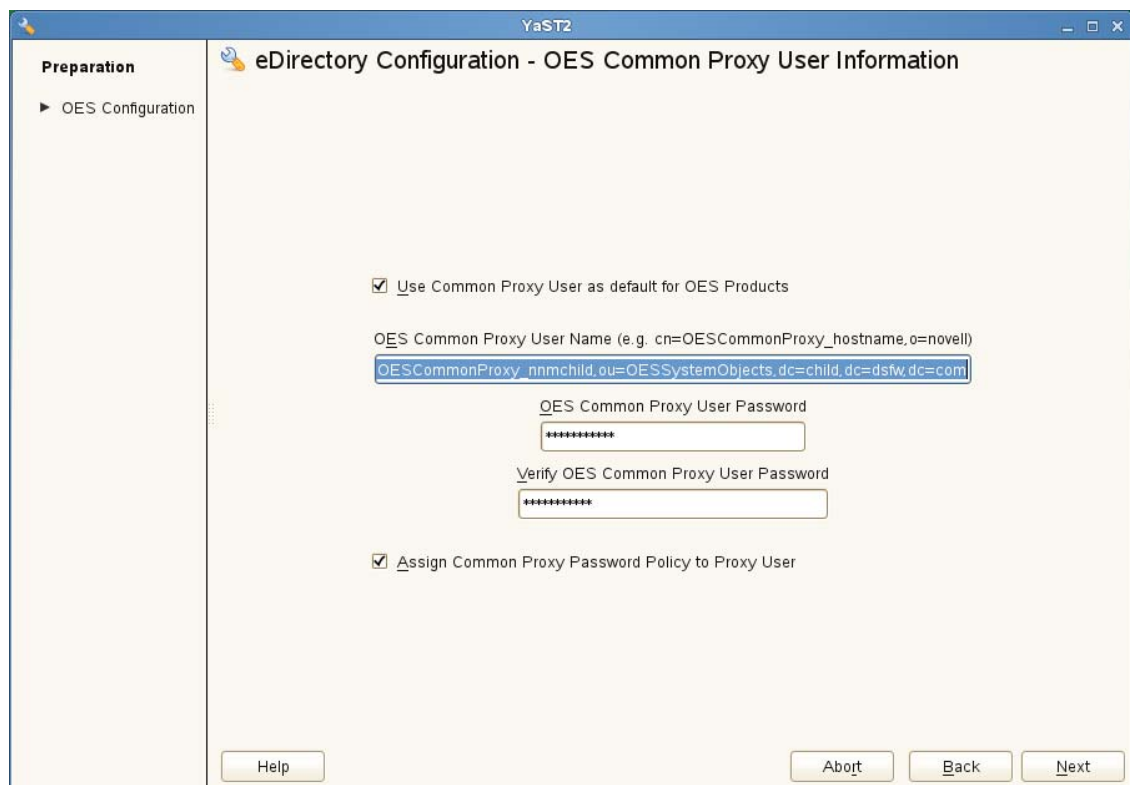 YaST2
Preparation
OES Configuration
eDirectory Configuration - OES Common Proxy User Information
Use Common Proxy User as default for OES Products
OES Common Proxy User Name (e.g. cn=OESCommonProxy_hostname,o=novell)
OESCommonProxy_nnmchild,ou=OESSystemObjects,dc=child,dc=dsfw,dc=com
OES Common Proxy User Password
***********
Verify OES Common Proxy User Password
***********
Assign Common Proxy Password Policy to Proxy User
Help
Abort
Back
Next